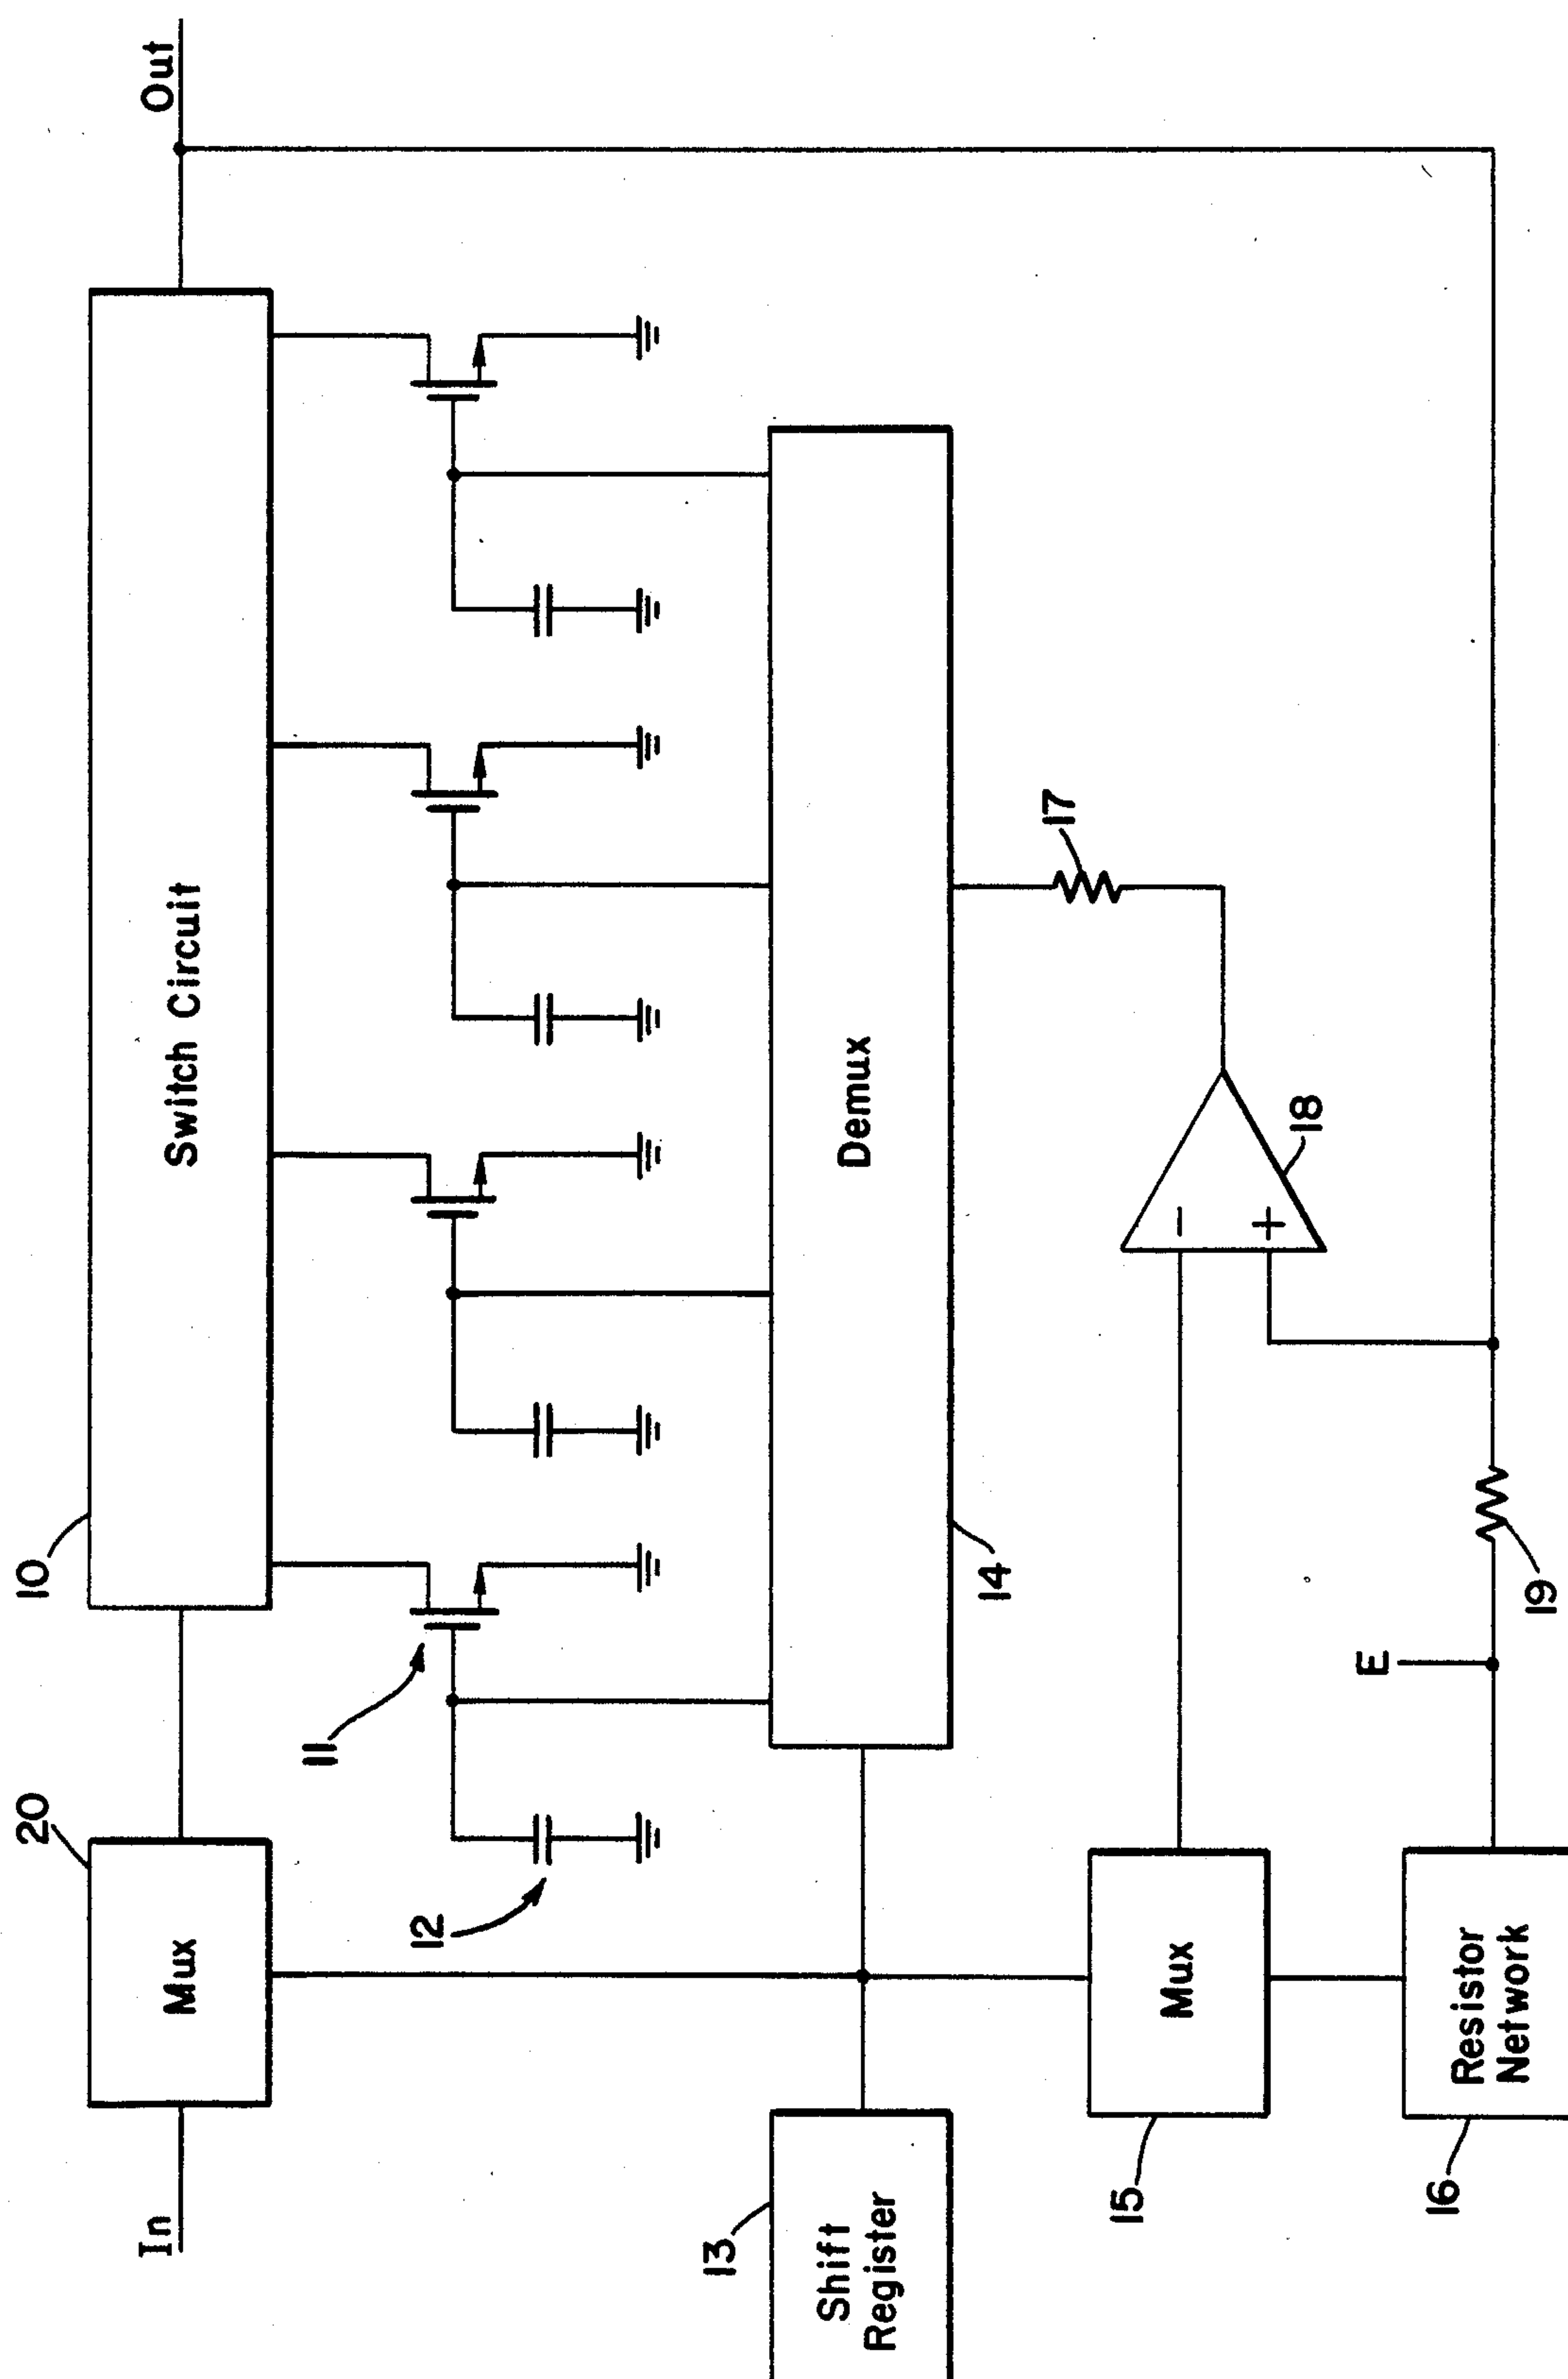 Out
Switch Circuit
10
20
Mux
In
11
12
17
Demux
14
18
−
+
13
Shift
Register
Mux
15
E
19
Resistor
Network
16